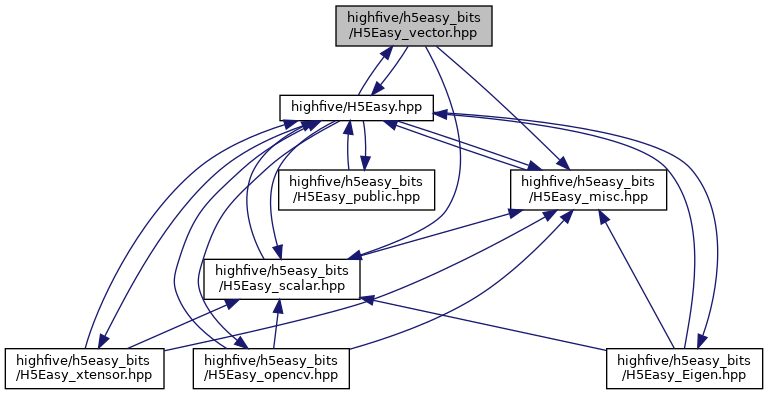 highfive/h5easy_bits
/H5Easy_vector.hpp
highfive/H5Easy.hpp
highfive/h5easy_bits
/H5Easy_public.hpp
highfive/h5easy_bits
/H5Easy_misc.hpp
highfive/h5easy_bits
/H5Easy_scalar.hpp
highfive/h5easy_bits
/H5Easy_xtensor.hpp
highfive/h5easy_bits
/H5Easy_opencv.hpp
highfive/h5easy_bits
/H5Easy_Eigen.hpp